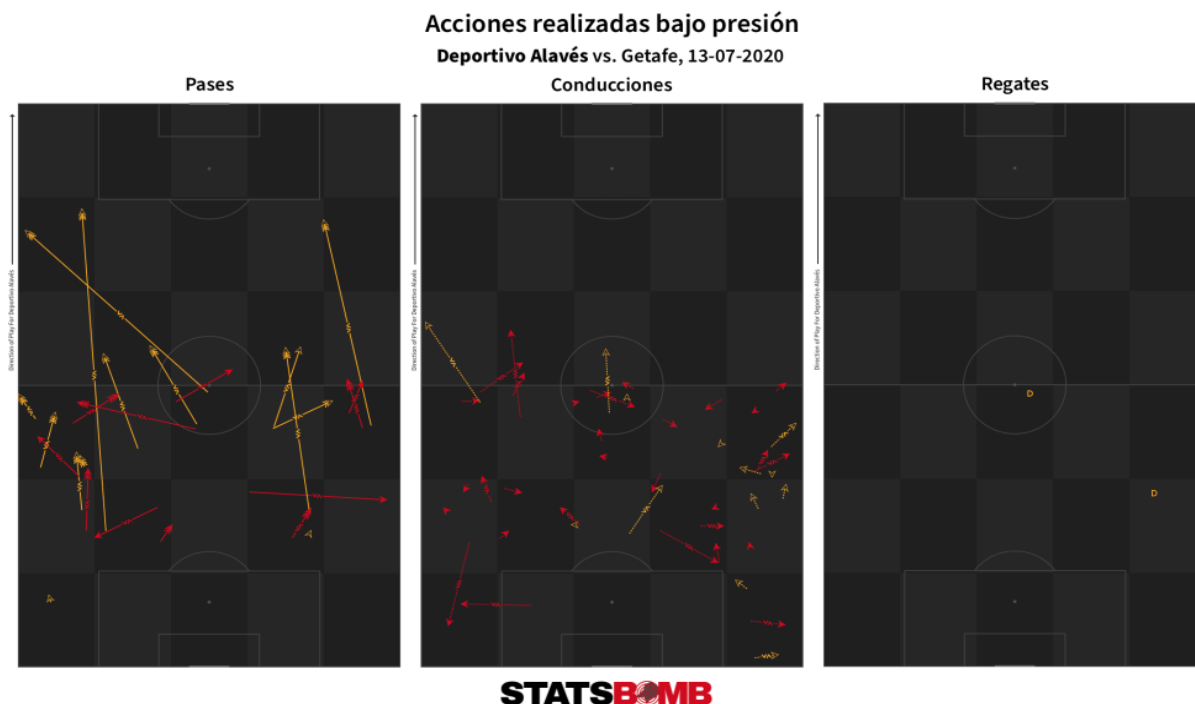 Acciones realizadas bajo presión
Deportivo Alavés vs. Getafe, 13-07-2020
Pases
Conducciones
Regates
Direction of Play For Deportivo Alavés
Direction of Play For Deportivo Alavés
Direction of Play For Deportivo Alavés
D
D
STATSBOMB